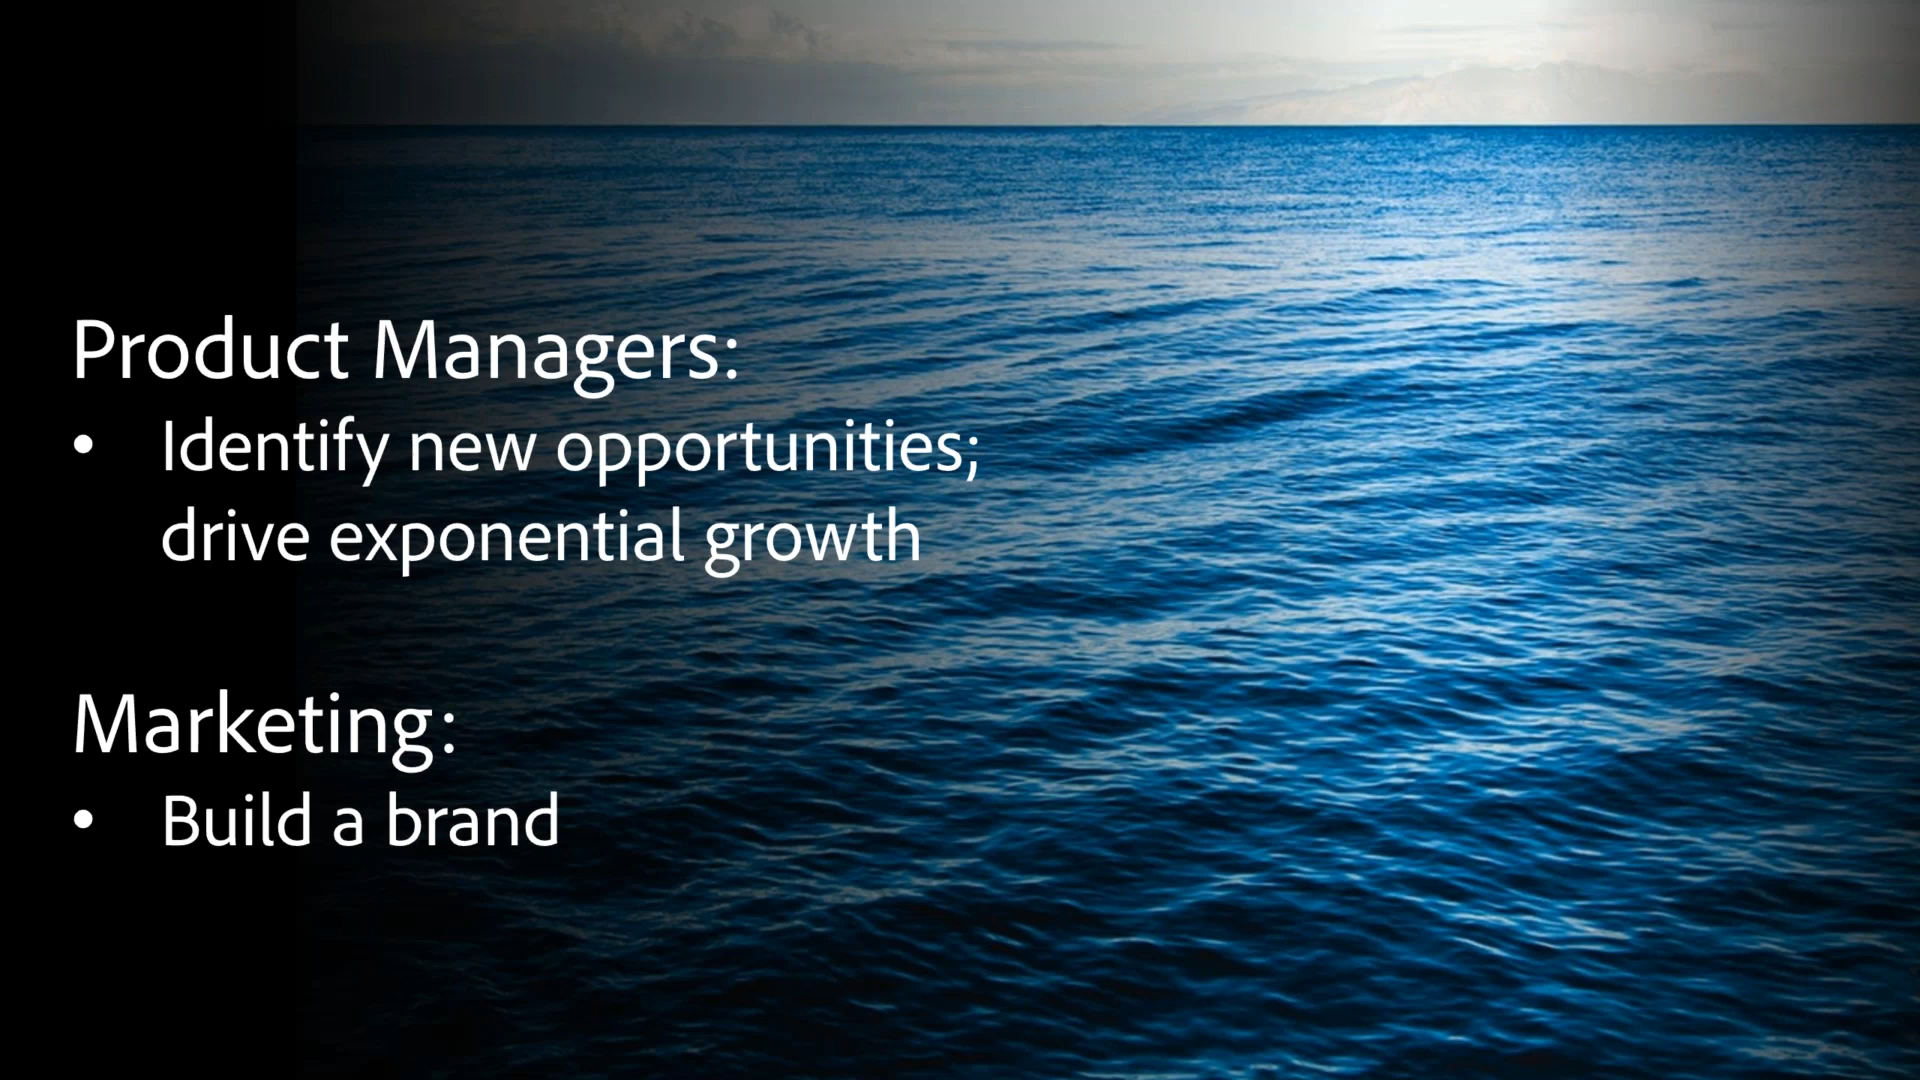 Product Managers:
• Identify new opportunities;
drive exponential growth
Marketing:
• Build a brand